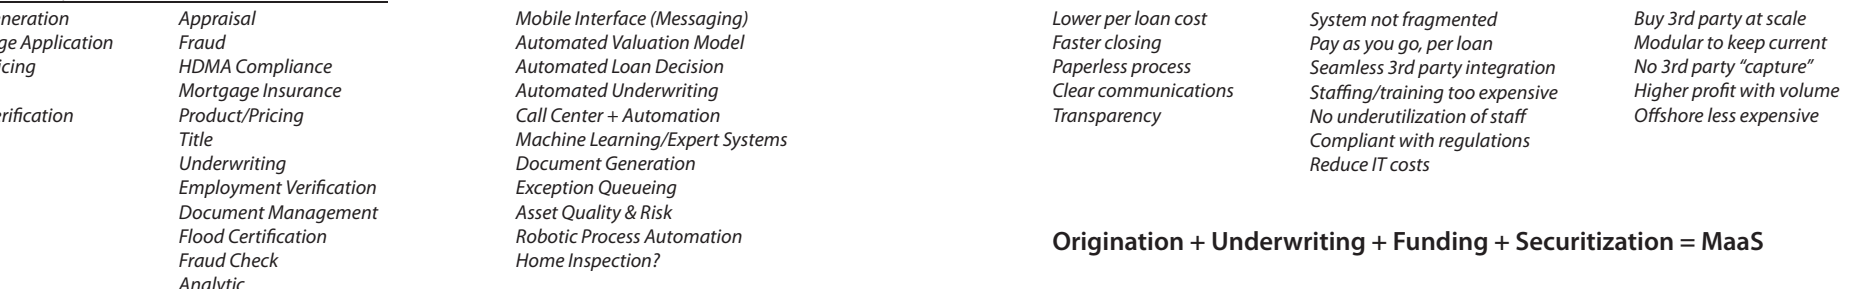 Application
Appraisal
Fraud
HDMA Compliance
Mortgage Insurance
Product/Pricing
Title
Underwriting
Employment Verification
Document Management
Flood Certification
Fraud Check
Analytic
Mobile Interface (Messaging)
Automated Valuation Model
Automated Loan Decision
Automated Underwriting
Call Center + Automation
Machine Learning/Expert Systems
Document Generation
Exception Queueing
Asset Quality & Risk
Robotic Process Automation
Home Inspection?
Lower per loan cost
Faster closing
Paperless process
Clear communications
Transparency
System not fragmented
Pay as you go, per loan
Seamless 3rd party integration
Staffing/training too expensive
No underutilization of staff
Compliant with regulations
Reduce IT costs
Buy 3rd party at scale
Modular to keep current
No 3rd party “capture”
Higher profit with volume
Offshore less expensive
Origination + Underwriting + Funding + Securitization = MaaS